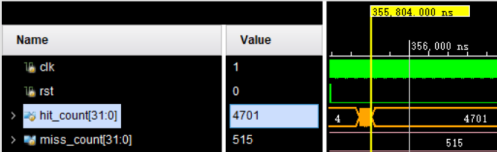 355,804.000 ns
Name Value
356,000 ns
clk 1
rst 0
hit_count[31:0] 4701 4 4701
miss_count[31:0] 515 515